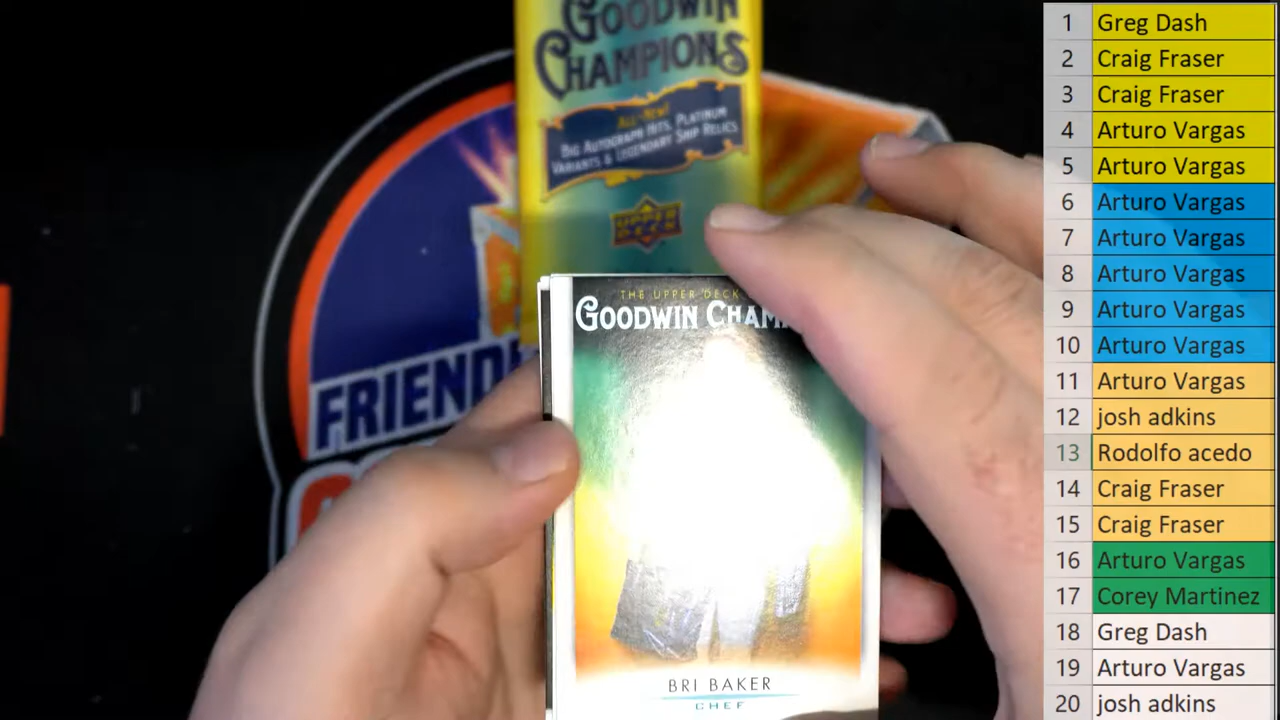 GOODWIN
CHAMPIONS
ALL-NEW!
BIG AUTOGRAPH HITS, PLATINUM
VARIANTS & LEGENDARY SHIP RELICS
UPPER
DECK
FRIEND
THE UPPER DECK
GOODWIN CHAM
BRI BAKER
CHEF
1 Greg Dash
2 Craig Fraser
3 Craig Fraser
4 Arturo Vargas
5 Arturo Vargas
6 Arturo Vargas
7 Arturo Vargas
8 Arturo Vargas
9 Arturo Vargas
10 Arturo Vargas
11 Arturo Vargas
12 josh adkins
13 Rodolfo acedo
14 Craig Fraser
15 Craig Fraser
16 Arturo Vargas
17 Corey Martinez
18 Greg Dash
19 Arturo Vargas
20 josh adkins